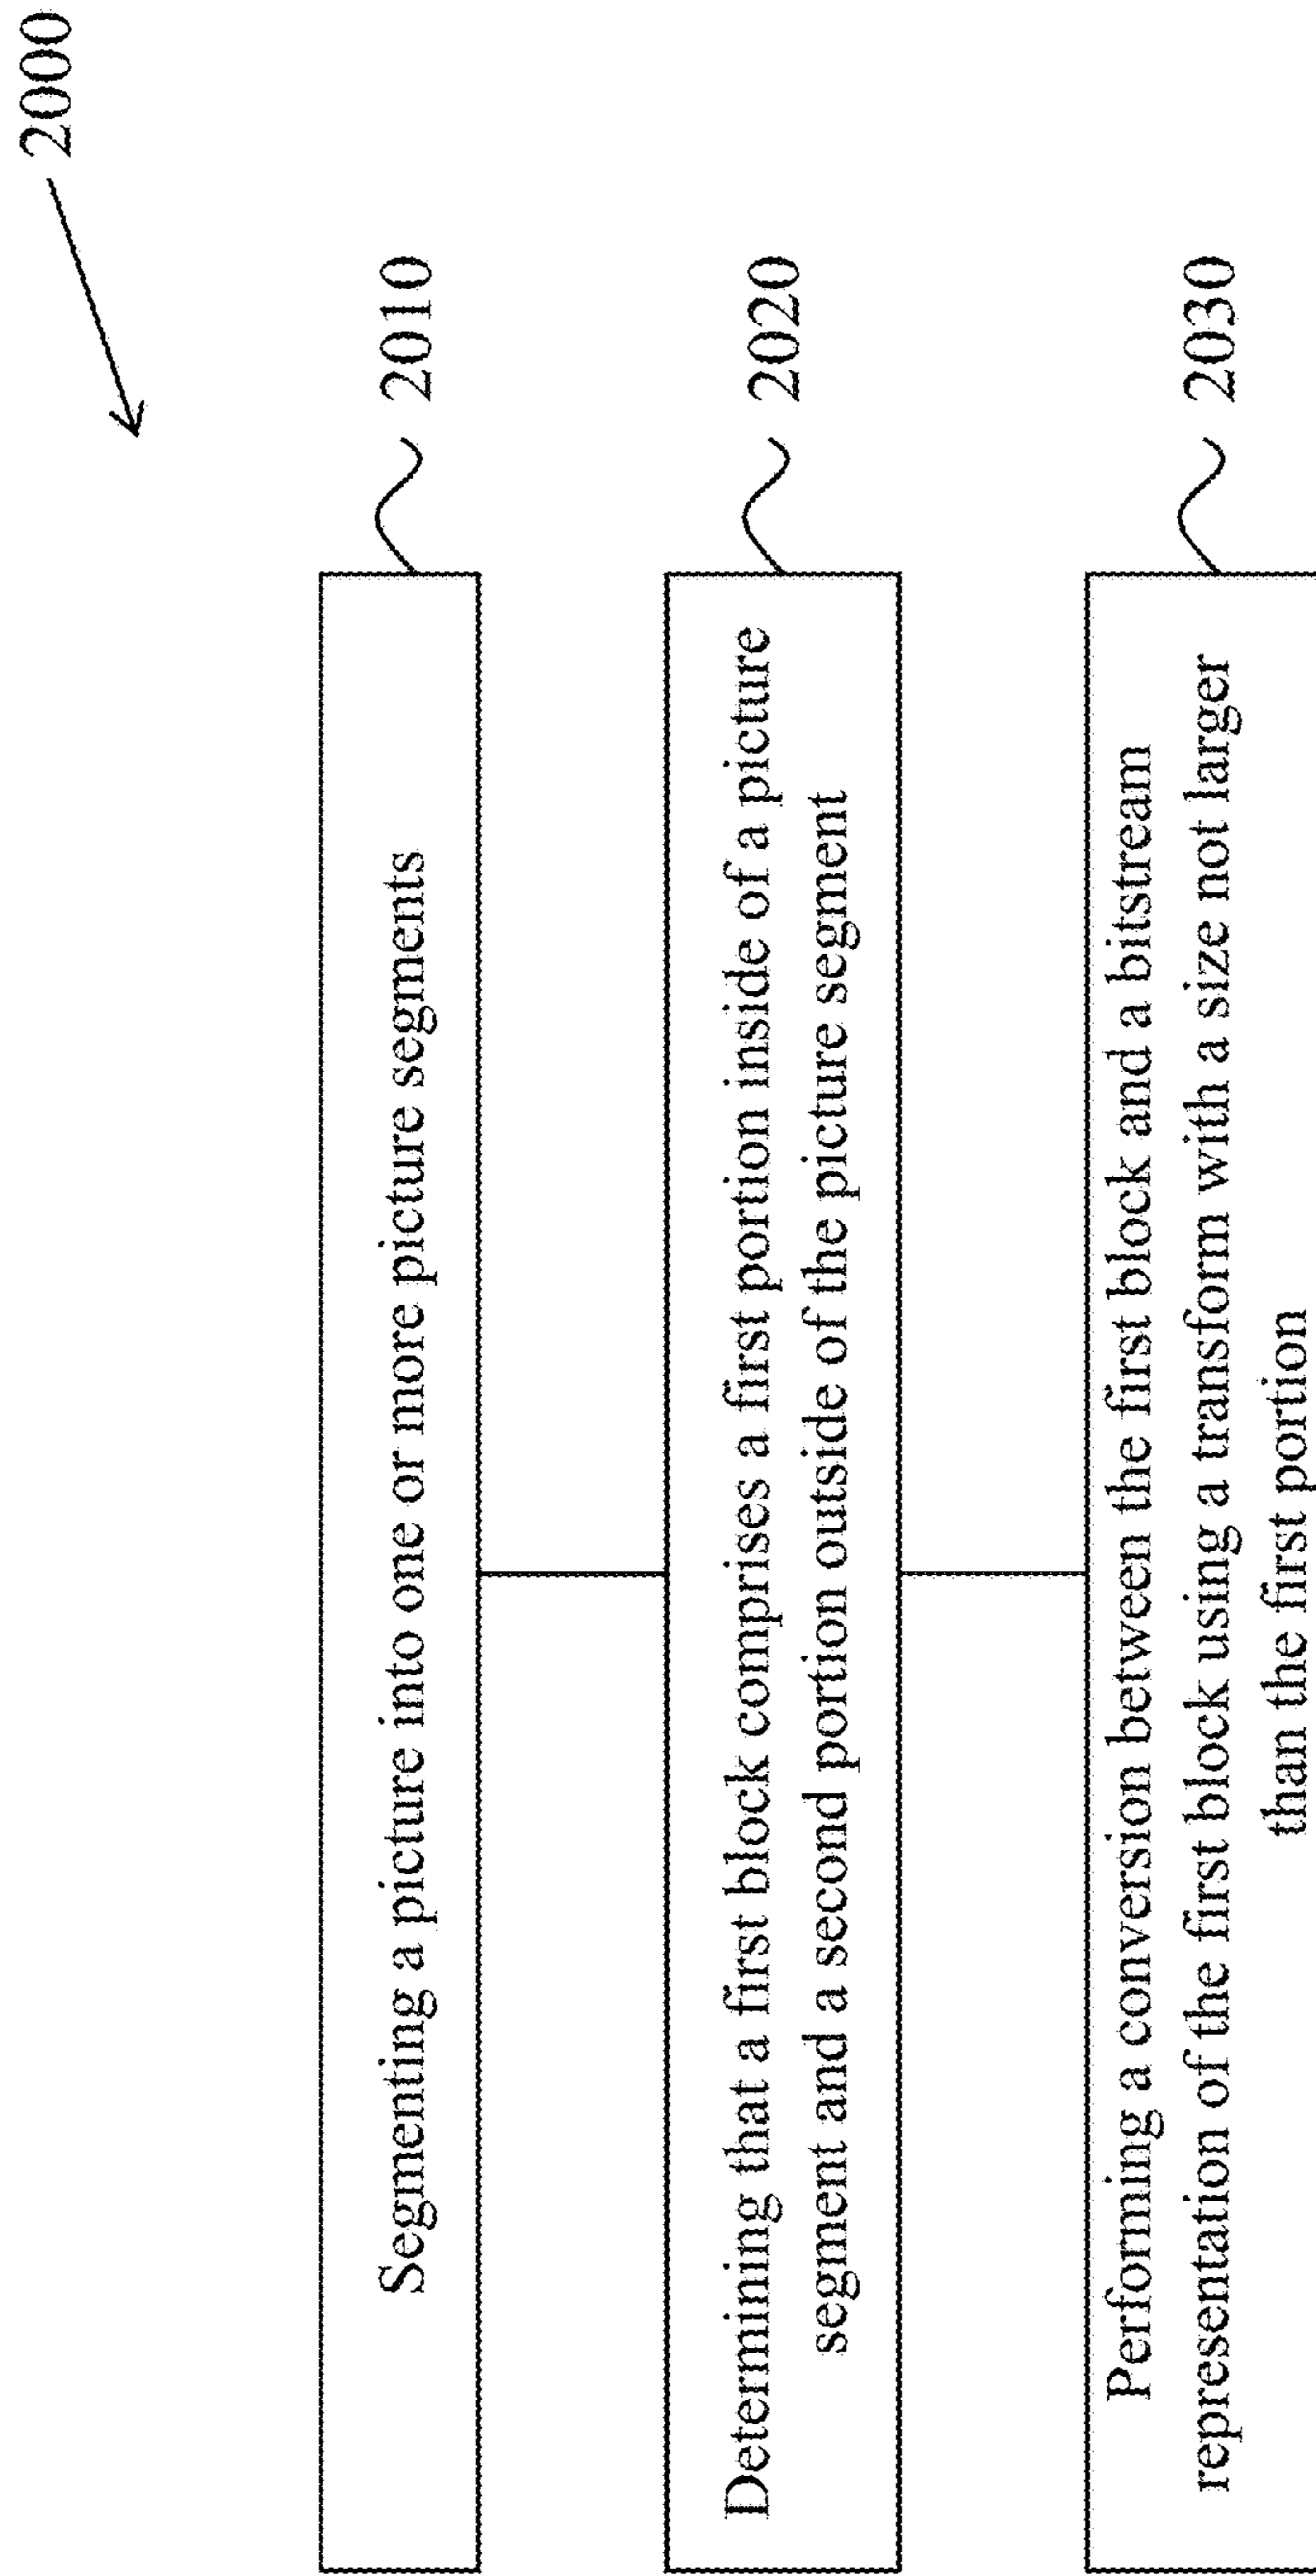 2000
Segmenting a picture into one or more picture segments
2010
Determining that a first block comprises a first portion inside of a picture
segment and a second portion outside of the picture segment
2020
Performing a conversion between the first block and a bitstream
representation of the first block using a transform with a size not larger
than the first portion
2030